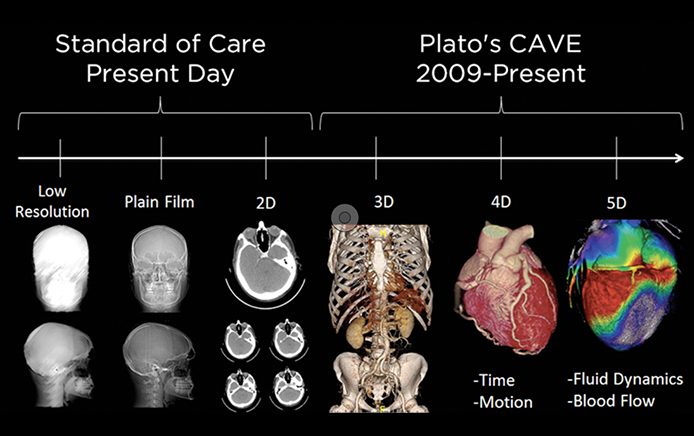 Standard of Care
Present Day
Plato's CAVE
2009-Present
Low
Resolution
Plain Film
2D
3D
4D
5D
-Time
-Motion
-Fluid Dynamics
-Blood Flow